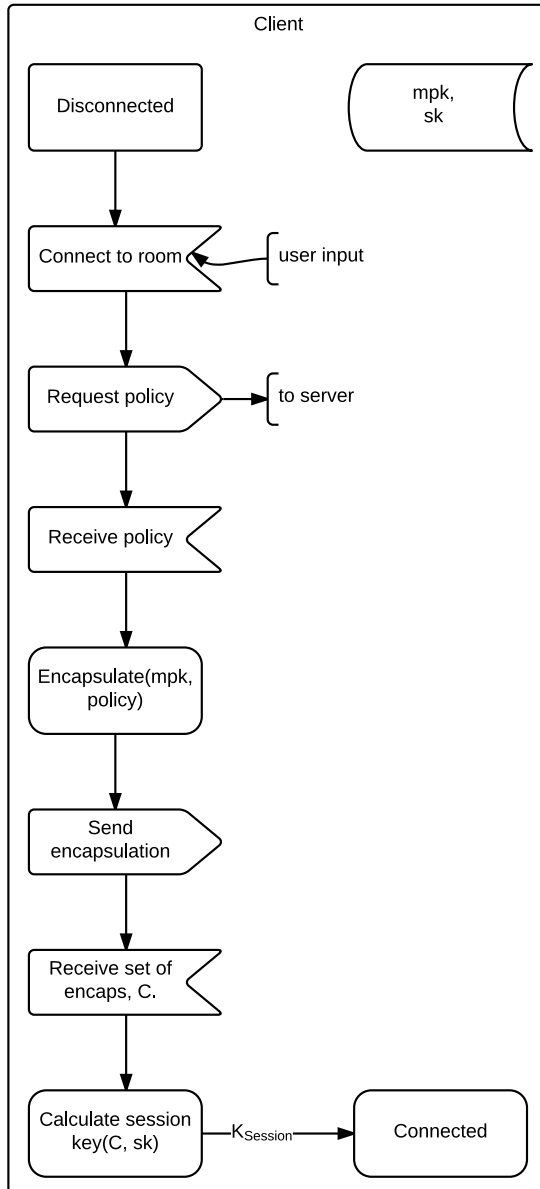 Client
Disconnected
mpk,
sk
Connect to room
user input
Request policy
to server
Receive policy
Encapsulate(mpk,
policy)
Send
encapsulation
Receive set of
encaps, C.
Calculate session
key(C, sk)
K_Session
Connected